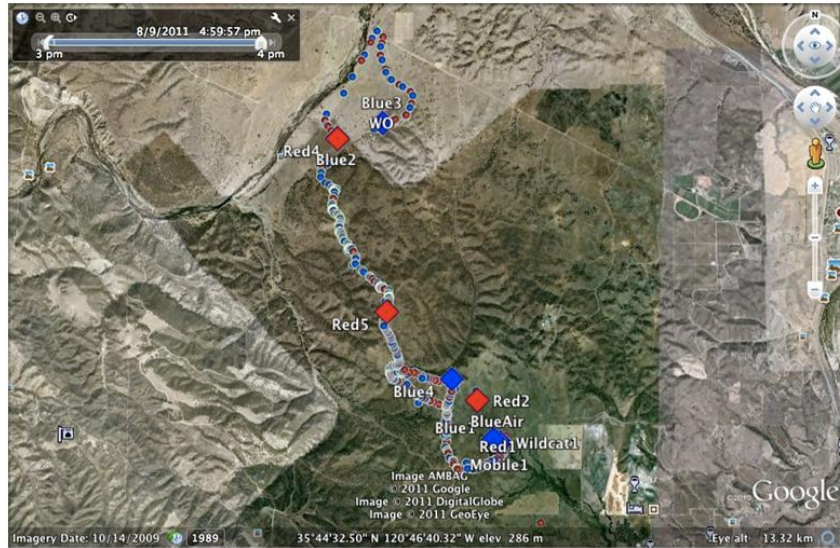 8/9/2011 4:59:57 pm
3 pm
4 pm
N
Blue3
WO
Red4
Blue2
Red5
Blue4
Red2
BlueAir
Blue1
Red1
Wildcat1
Mobile1
Image AMBAG
© 2011 Google
Image © 2011 DigitalGlobe
Image © 2011 GeoEye
©2010 Google
Imagery Date: 10/14/2009 1989 35°44'32.50" N 120°46'40.32" W elev 286 m Eye alt 13.32 km